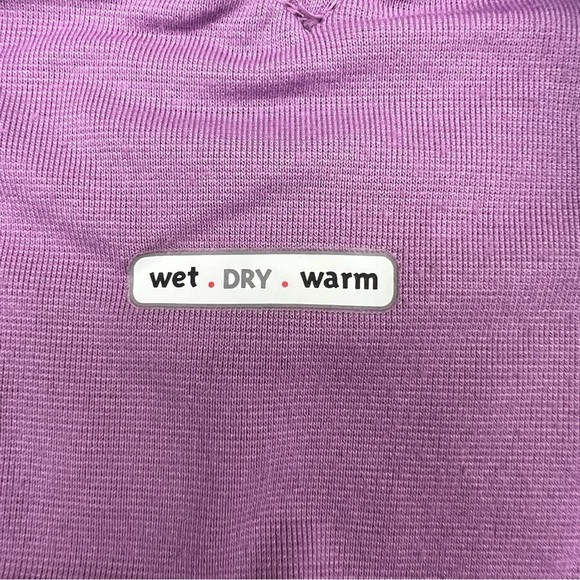 wet . DRY . warm